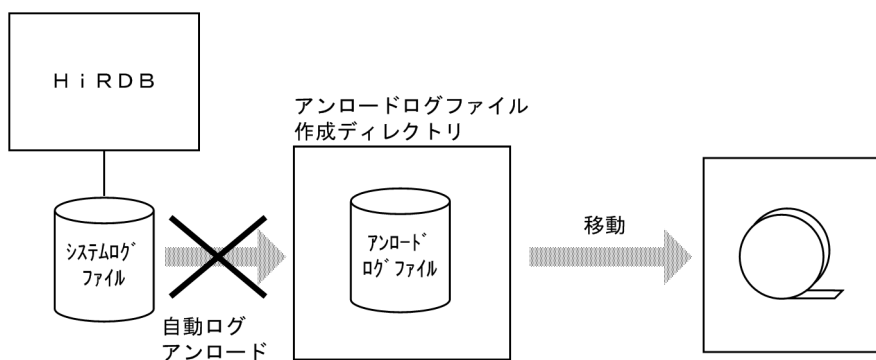 ＨｉＲＤＢ
アンロードログファイル
作成ディレクトリ
ｼｽﾃﾑﾛｸﾞ
ﾌｧｲﾙ
ｱﾝﾛｰﾄﾞ
ﾛｸﾞﾌｧｲﾙ
移動
自動ログ
アンロード